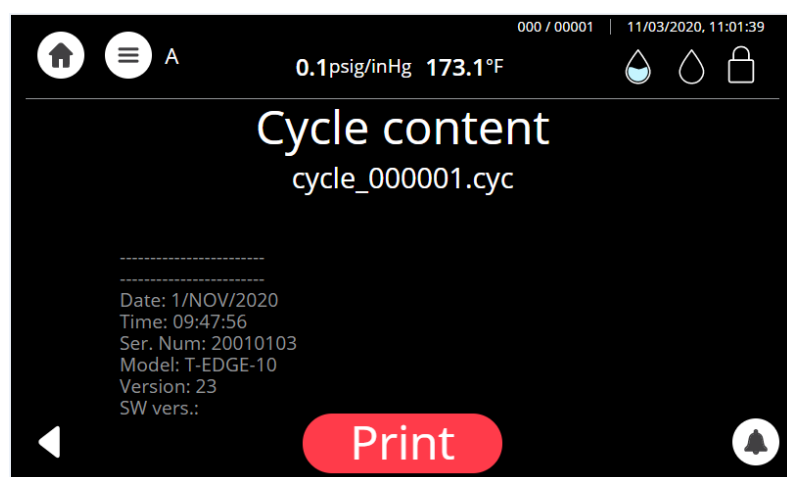 000 / 00001 | 11/03/2020, 11:01:39
A
0.1psig/inHg 173.1°F
Cycle content
cycle_000001.cyc
------------------------
------------------------
Date: 1/NOV/2020
Time: 09:47:56
Ser. Num: 20010103
Model: T-EDGE-10
Version: 23
SW vers.:
Print